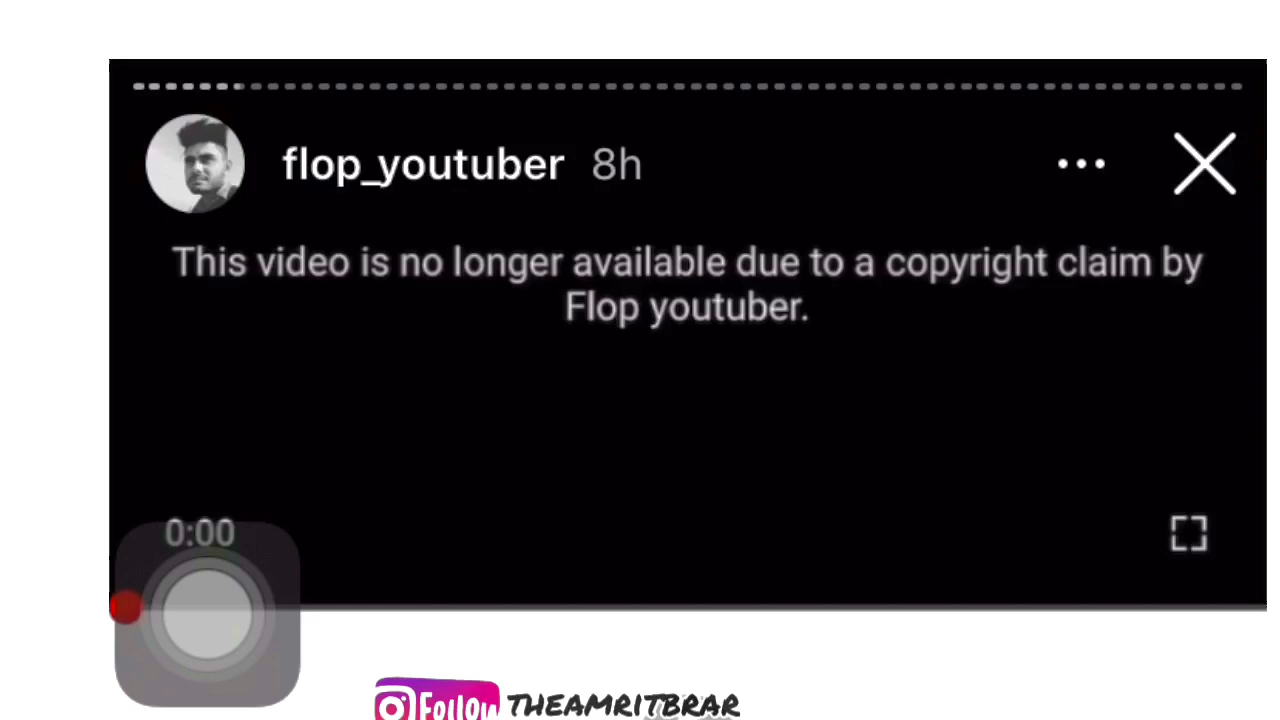 flop_youtuber 8h
This video is no longer available due to a copyright claim by
Flop youtuber.
0:00
Follow THEAMRITBRAR